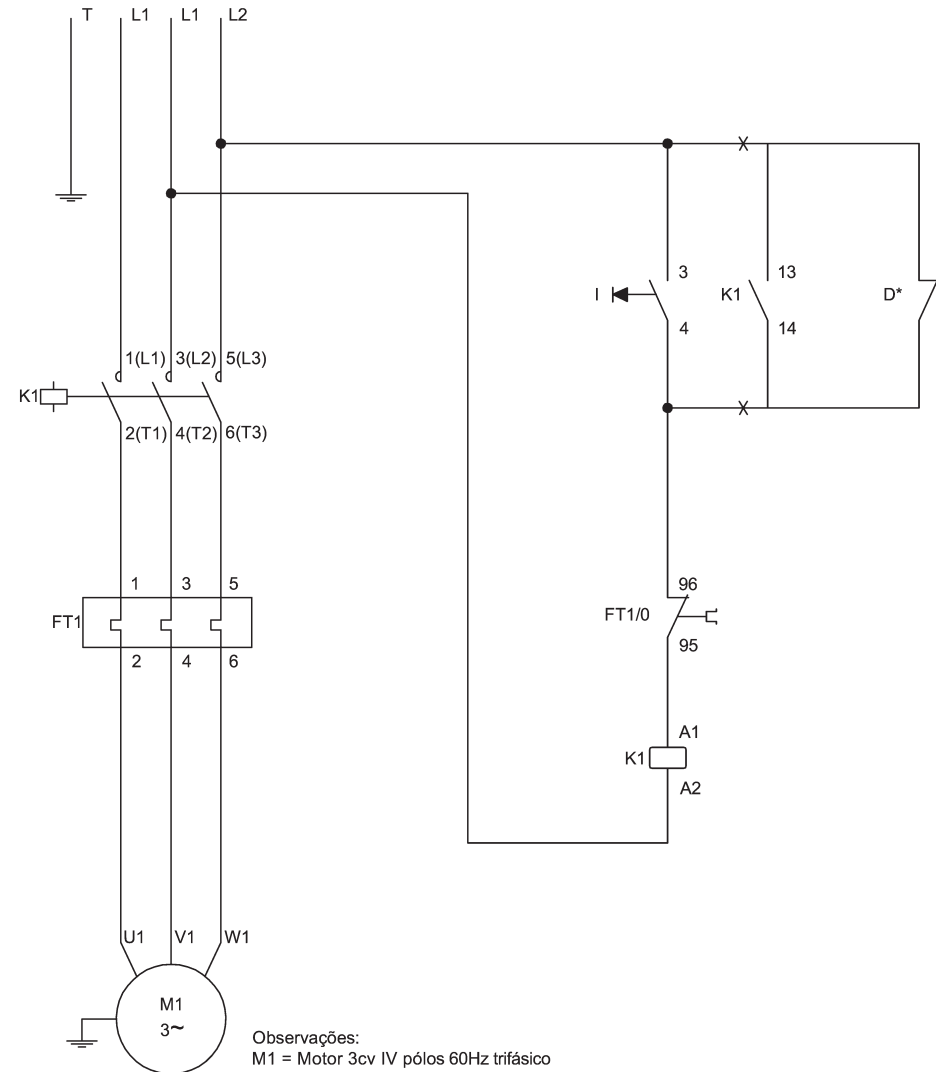 T L1 L1 L2
3 13
I K1 D*
4 14
1(L1) 3(L2) 5(L3)
K1
2(T1) 4(T2) 6(T3)
1 3 5
FT1
2 4 6
96
FT1/0
95
A1
K1
A2
U1 V1 W1
M1
3~
Observações:
M1 = Motor 3cv IV pólos 60Hz trifásico